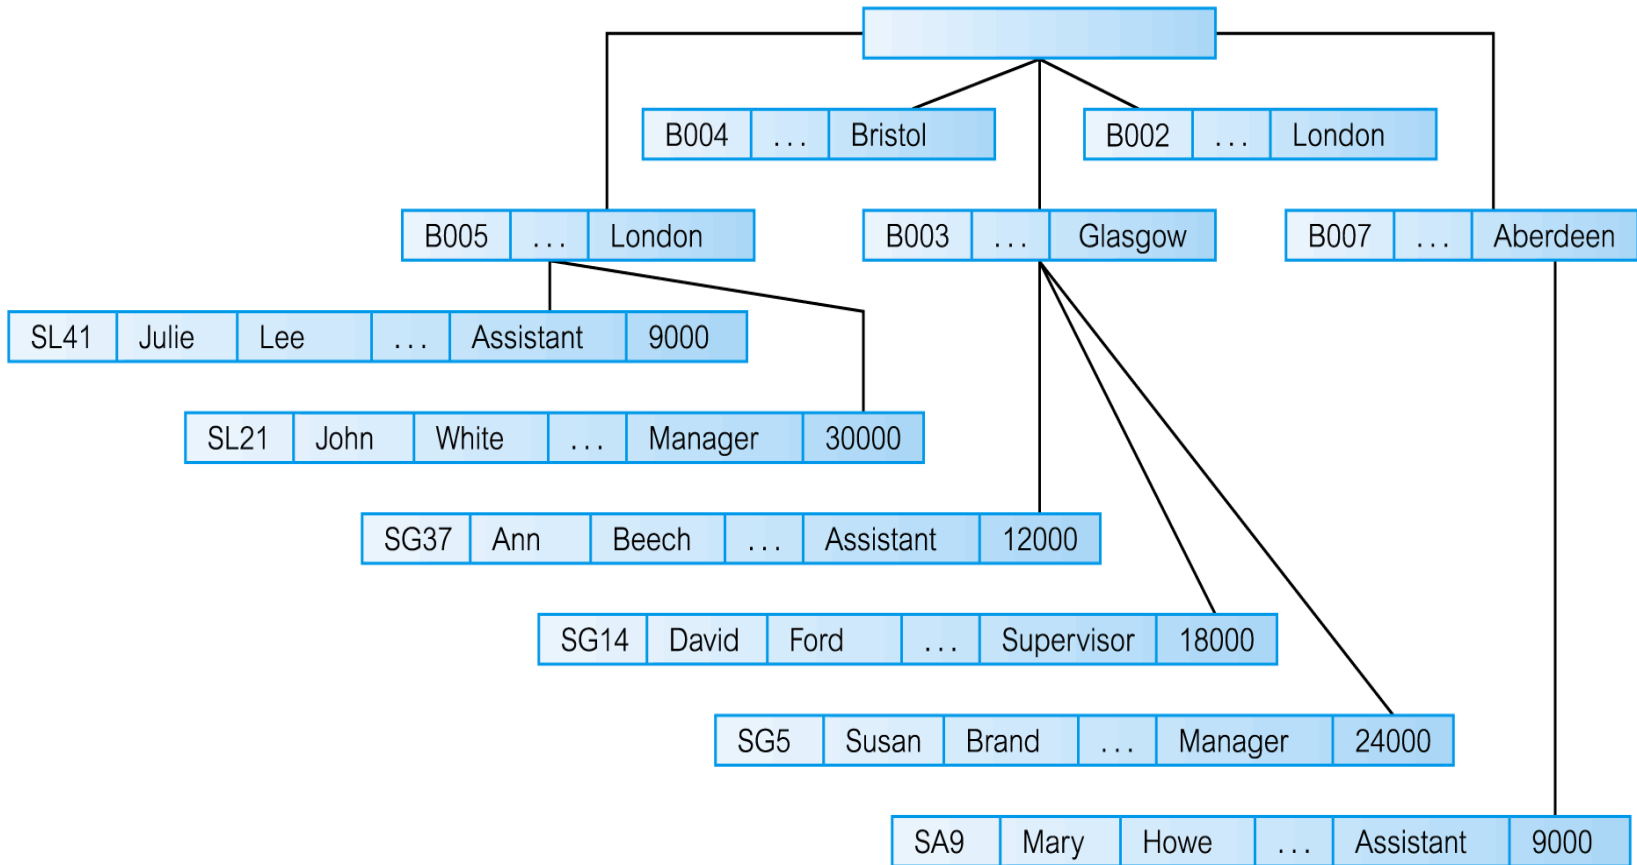 B004 ... Bristol
B002 ... London
B005 ... London
B003 ... Glasgow
B007 ... Aberdeen
SL41 Julie Lee ... Assistant 9000
SL21 John White ... Manager 30000
SG37 Ann Beech ... Assistant 12000
SG14 David Ford ... Supervisor 18000
SG5 Susan Brand ... Manager 24000
SA9 Mary Howe ... Assistant 9000